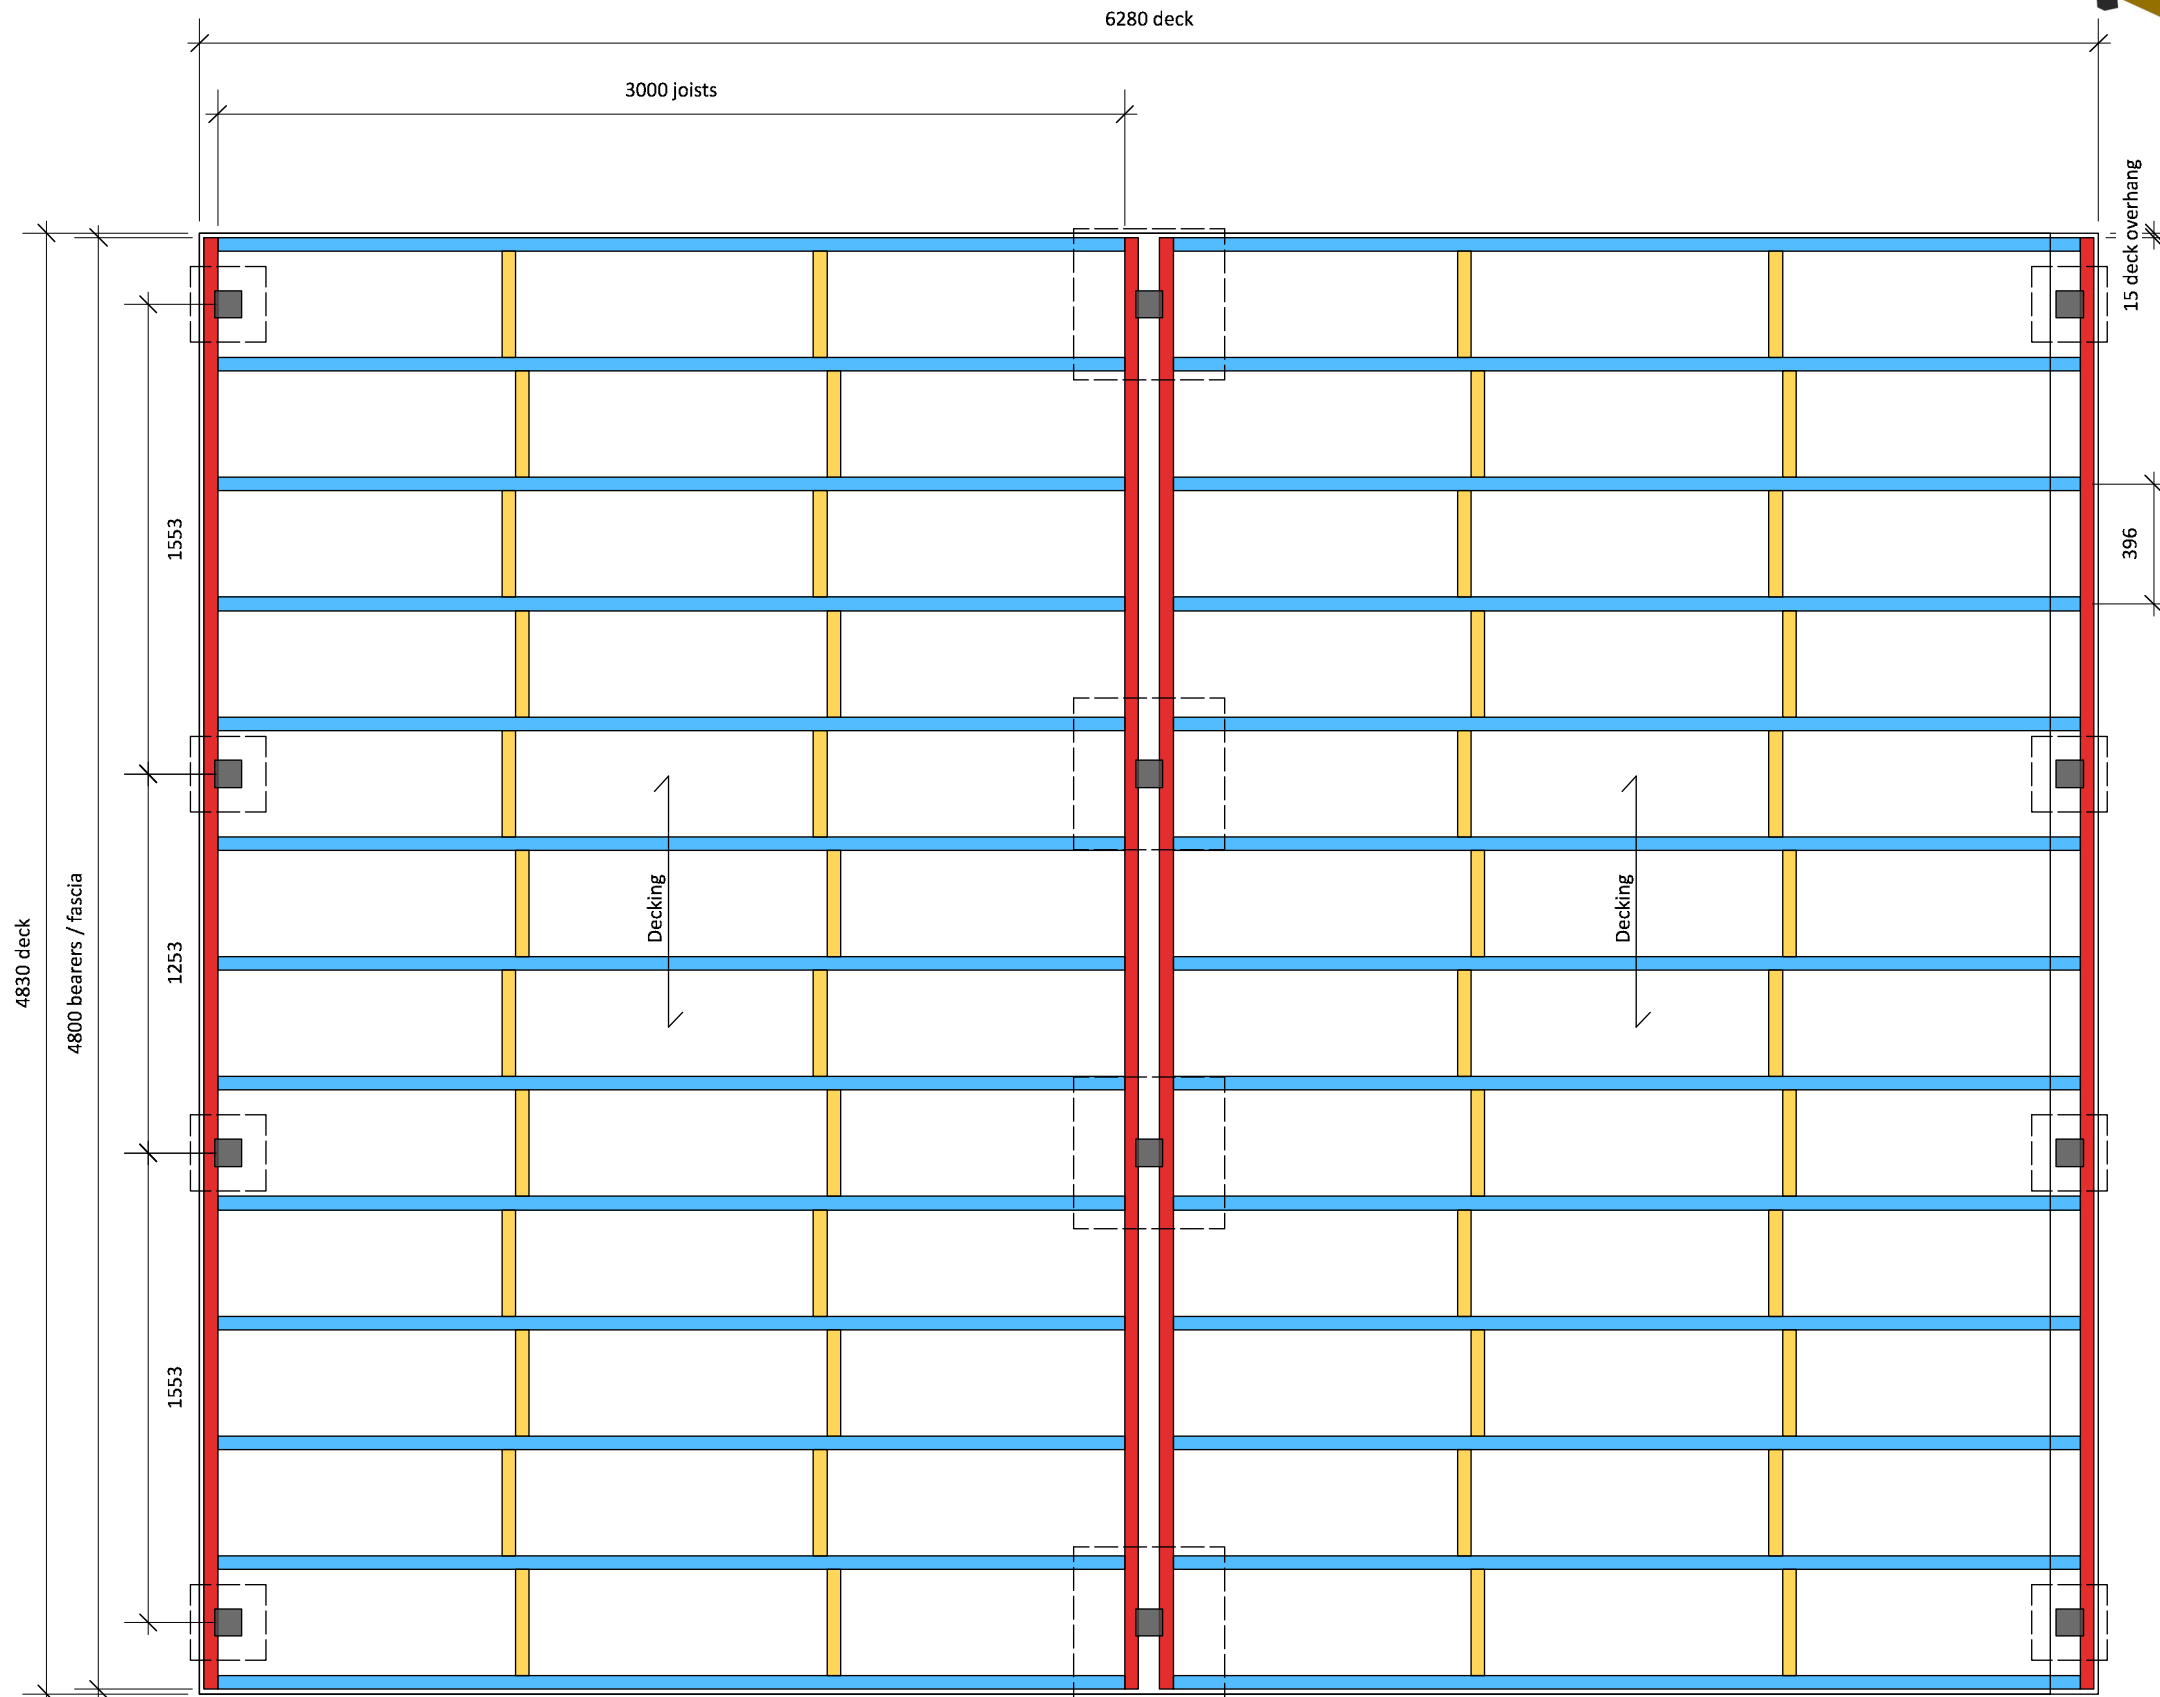 6280 deck
3000 joists
15 deck overhang
1553
396
1253
4830 deck
4800 bearers / fascia
Decking
Decking
1553